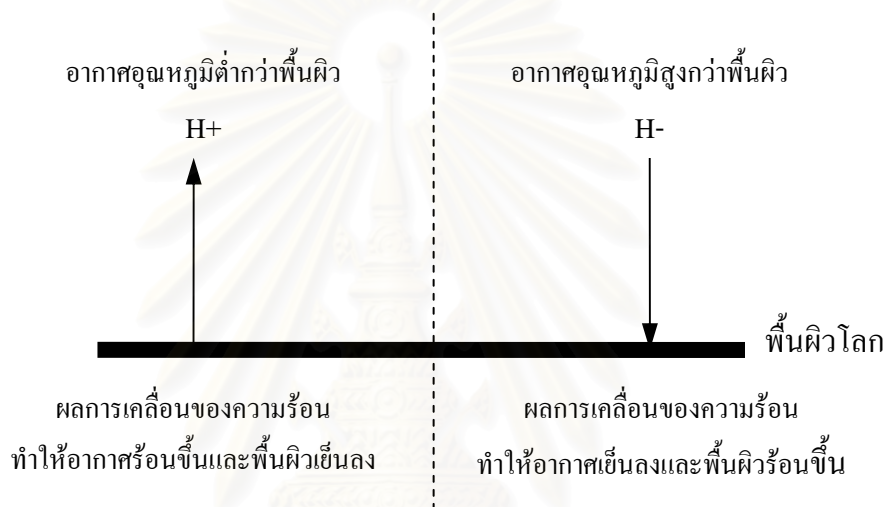 อากาศอุณหภูมิต่ำกว่าพื้นผิว
H+
อากาศอุณหภูมิสูงกว่าพื้นผิว
H-
พื้นผิวโลก
ผลการเคลื่อนของความร้อน
ทำให้อากาศร้อนขึ้นและพื้นผิวเย็นลง
ผลการเคลื่อนของความร้อน
ทำให้อากาศเย็นลงและพื้นผิวร้อนขึ้น